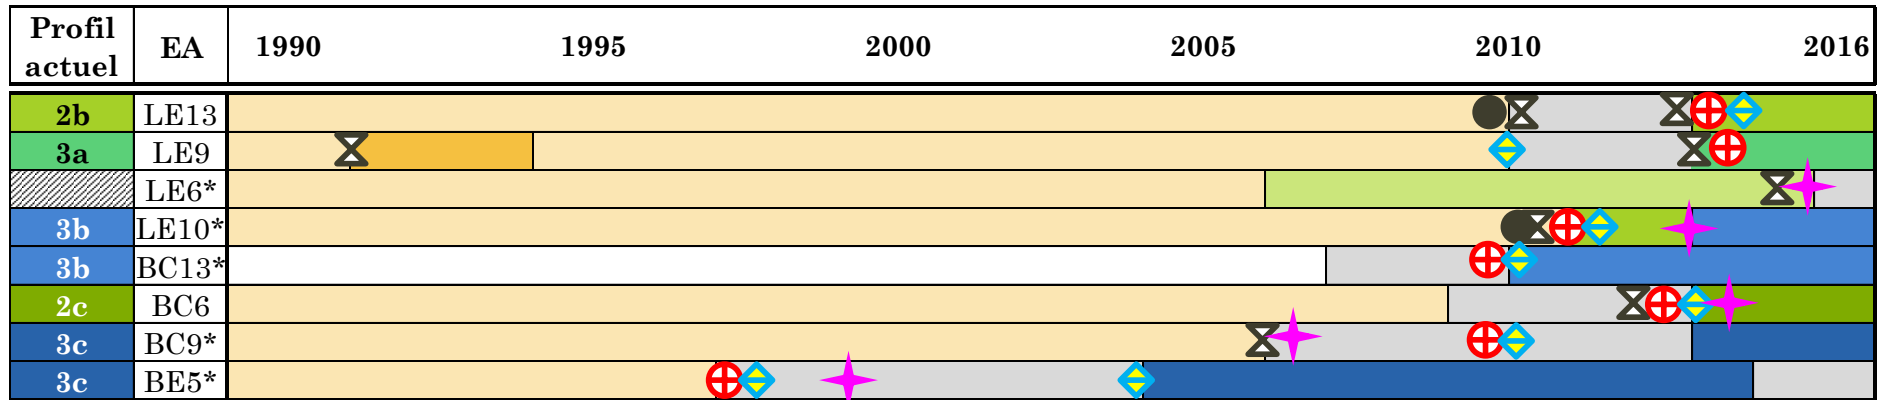 Profil actuel EA 1990 1995 2000 2005 2010 2016
2b LE13
3a LE9
LE6*
3b LE10*
3b BC13*
2c BC6
3c BC9*
3c BE5*